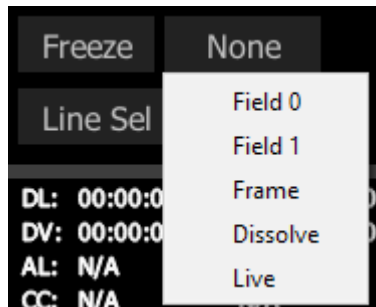 Freeze None
Line Sel
Field 0
Field 1
Frame
Dissolve
Live
DL: 00:00:0
DV: 00:00:0
AL: N/A
CC: N/A